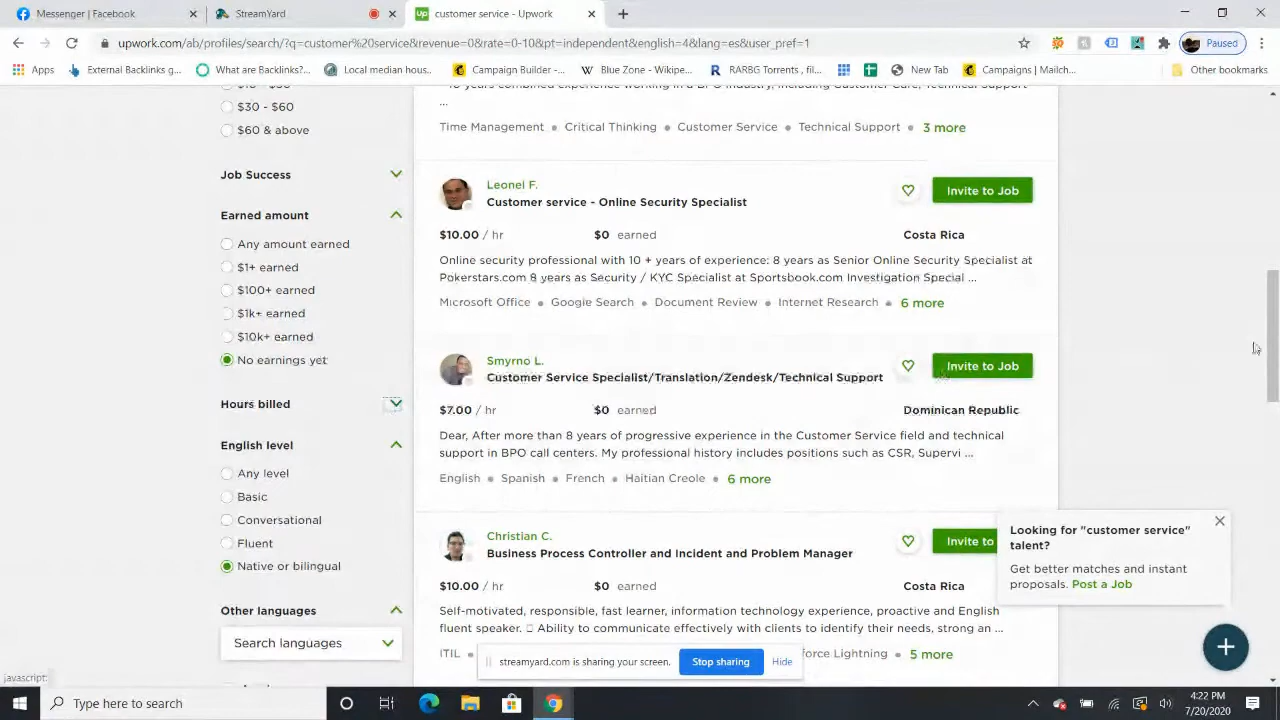 Messenger | Facebook
StreamYard
customer service - Upwork
upwork.com/ab/profiles/search/?q=customer%20service&revenue=0&rate=0-10&pt=independent&english=4&lang=es&user_pref=1
Paused
Apps
External Backlinks g...
What are Backlinks?...
Local median hous..
Campaign Builder -...
Blue Zone - Wikipe...
RARBG Torrents , fil...
New Tab
Campaigns | Mailch...
Other bookmarks
$30 - $60
$60 & above
Job Success
Earned amount
Any amount earned
$1+ earned
$100+ earned
$1k+ earned
$10k+ earned
No earnings yet
Hours billed
English level
Any level
Basic
Conversational
Fluent
Native or bilingual
Other languages
Search languages
...
Time Management • Critical Thinking • Customer Service • Technical Support • 3 more
Leonel F.
Customer service - Online Security Specialist
Invite to Job
$10.00 / hr $0 earned Costa Rica
Online security professional with 10 + years of experience: 8 years as Senior Online Security Specialist at
Pokerstars.com 8 years as Security / KYC Specialist at Sportsbook.com Investigation Special ...
Microsoft Office • Google Search • Document Review • Internet Research • 6 more
Smyrno L.
Customer Service Specialist/Translation/Zendesk/Technical Support
Invite to Job
$7.00 / hr $0 earned Dominican Republic
Dear, After more than 8 years of progressive experience in the Customer Service field and technical
support in BPO call centers. My professional history includes positions such as CSR, Supervi ...
English • Spanish • French • Haitian Creole • 6 more
Christian C.
Business Process Controller and Incident and Problem Manager
Invite to
$10.00 / hr $0 earned Costa Rica
Self-motivated, responsible, fast learner, information technology experience, proactive and English
fluent speaker. Ability to communicate effectively with clients to identify their needs, strong an ...
ITIL • Lightning • 5 more
Looking for "customer service"
talent?
Get better matches and instant
proposals. Post a Job
streamyard.com is sharing your screen. Stop sharing Hide
javascript:
Type here to search
4:22 PM
7/20/2020